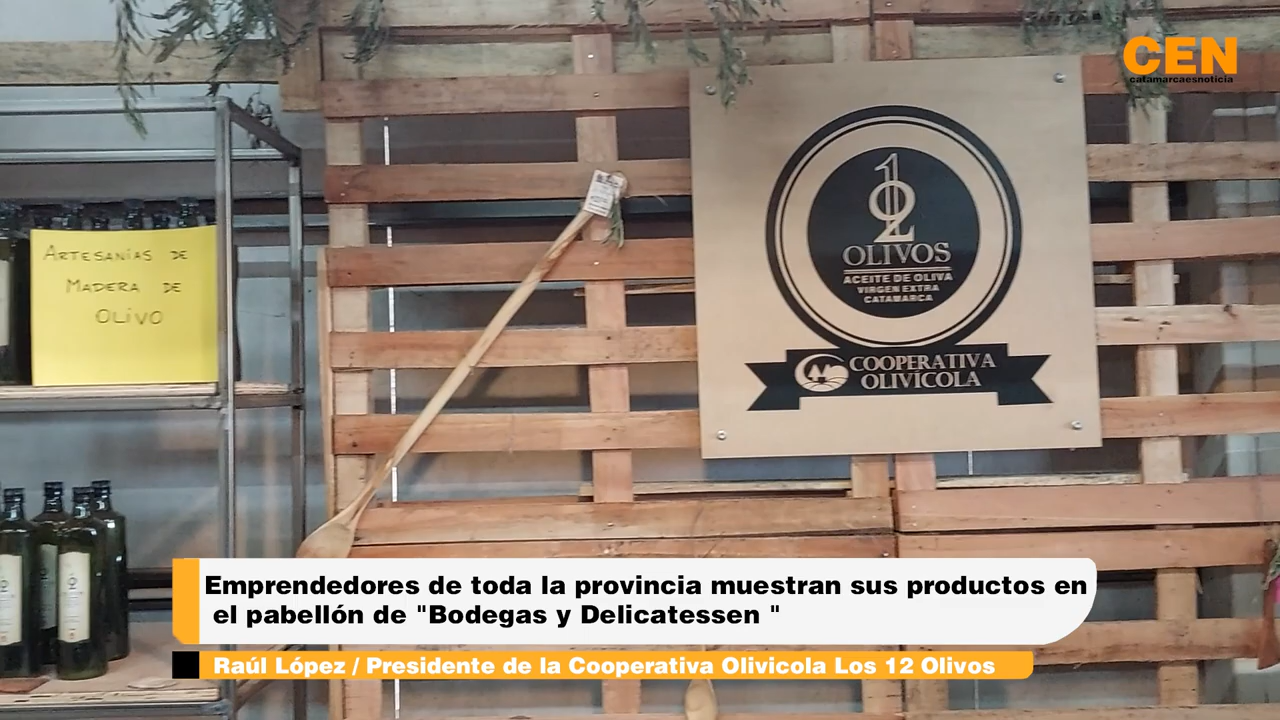 CEN
catamarcaesnoticia
ARTESANÍAS DE
MADERA DE
OLIVO
12
OLIVOS
ACEITE DE OLIVA
VIRGEN EXTRA
CATAMARCA
COOPERATIVA
OLIVÍCOLA
Emprendedores de toda la provincia muestran sus productos en
el pabellón de "Bodegas y Delicatessen "
Raúl López / Presidente de la Cooperativa Olivicola Los 12 Olivos